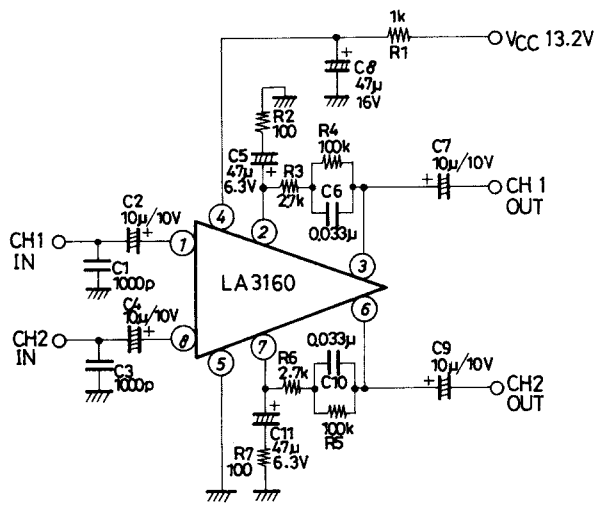 1k
R1
VCC 13.2V
C8
47µ
16V
R2
100
C5
47µ
6.3V
R3
2.7k
R4
100k
C6
0.033µ
C7
10µ/10V
CH 1
OUT
C2
10µ/10V
CH1
IN
C1
1000p
1
4
2
3
LA3160
C4
10µ/10V
CH2
IN
C3
1000p
8
5
7
6
R6
2.7k
0.033µ
C10
100k
R5
C9
10µ/10V
CH2
OUT
C11
47µ
6.3V
R7
100